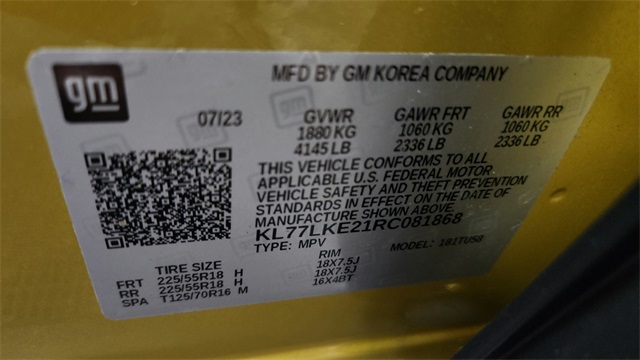 gm
MFD BY GM KOREA COMPANY
07/23 GVWR GAWR FRT GAWR RR
1880 KG 1060 KG 1060 KG
4145 LB 2336 LB 2336 LB
THIS VEHICLE CONFORMS TO ALL
APPLICABLE U.S. FEDERAL MOTOR
VEHICLE SAFETY AND THEFT PREVENTION
STANDARDS IN EFFECT ON THE DATE OF
MANUFACTURE SHOWN ABOVE
KL77LKE21RC081868
TYPE: MPV MODEL: 1S1TU58
TIRE SIZE RIM
FRT 225/55R18 H 18X7.5J
RR 225/55R18 H 18X7.5J
SPA T125/70R16 M 16X4BT